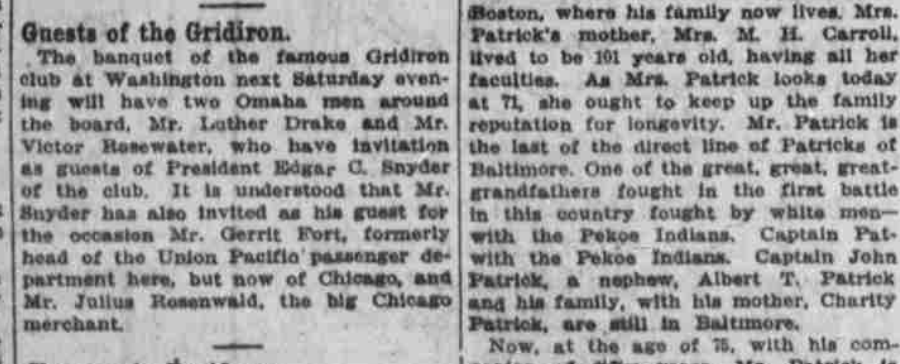 Guests of the Gridiron.
The banquet of the famous Gridiron
club at Washington next Saturday even-
ing will have two Omaha men around
the board, Mr. Luther Drake and Mr.
Victor Rosewater, who have invitation
as guests of President Edgar C. Snyder
of the club. It is understood that Mr.
Snyder has also invited as his guest for
the occasion Mr. Gerrit Fort, formerly
head of the Union Pacific passenger de-
partment here, but now of Chicago, and
Mr. Julius Rosenwald, the big Chicago
merchant.
Boston, where his family now lives. Mrs.
Patrick's mother, Mrs. M. H. Carroll,
lived to be 101 years old, having all her
faculties. As Mrs. Patrick looks today
at 71, she ought to keep up the family
reputation for longevity. Mr. Patrick is
the last of the direct line of Patricks of
Baltimore. One of the great, great, great-
grandfathers fought in the first battle
in this country fought by white men—
with the Pekoe Indians. Captain Pat-
with the Pekoe Indians. Captain John
Patrick, a nephew, Albert T. Patrick
and his family, with his mother, Charity
Patrick, are still in Baltimore.
Now, at the age of 75, with his com-